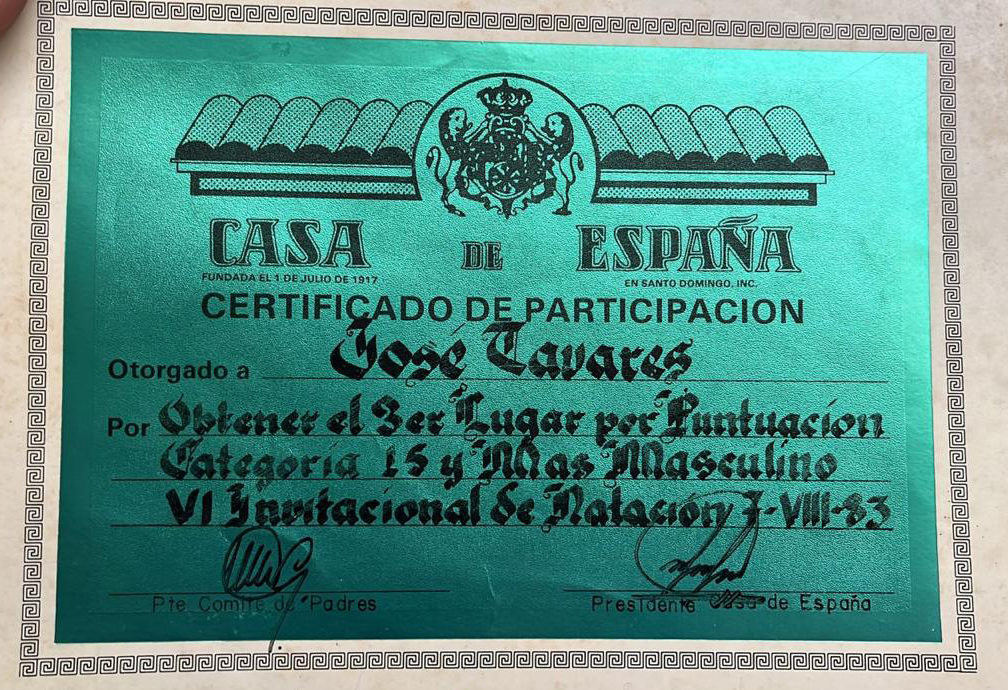 CASA DE ESPAÑA
FUNDADA EL 1 DE JULIO DE 1917 EN SANTO DOMINGO, INC.
CERTIFICADO DE PARTICIPACION
Otorgado a José Tavares
Por Obtener el 3er Lugar por Puntuacion
Categoría 15 y Mas Masculino
VI Invitacional de Natación 7-VIII-83
Pte. Comite de Padres Presidente Casa de España